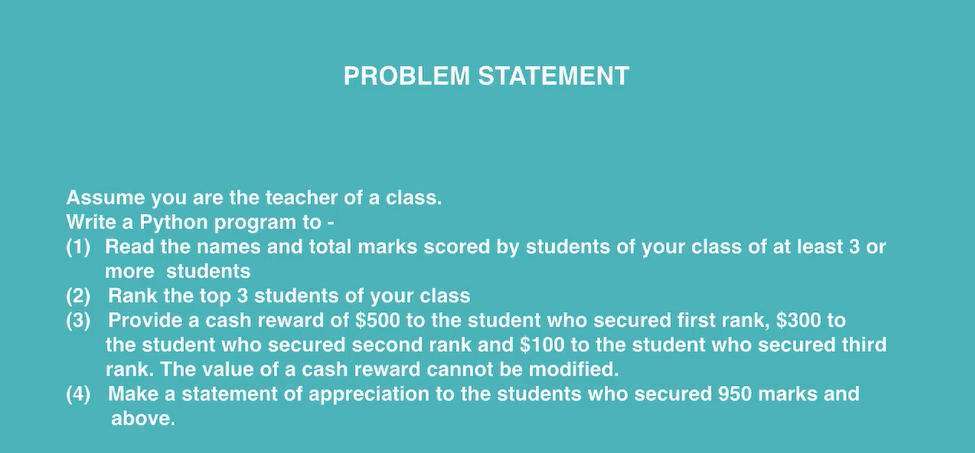 PROBLEM STATEMENT
Assume you are the teacher of a class.
Write a Python program to -
(1) Read the names and total marks scored by students of your class of at least 3 or
more students
(2) Rank the top 3 students of your class
(3) Provide a cash reward of $500 to the student who secured first rank, $300 to
the student who secured second rank and $100 to the student who secured third
rank. The value of a cash reward cannot be modified.
(4) Make a statement of appreciation to the students who secured 950 marks and
above.